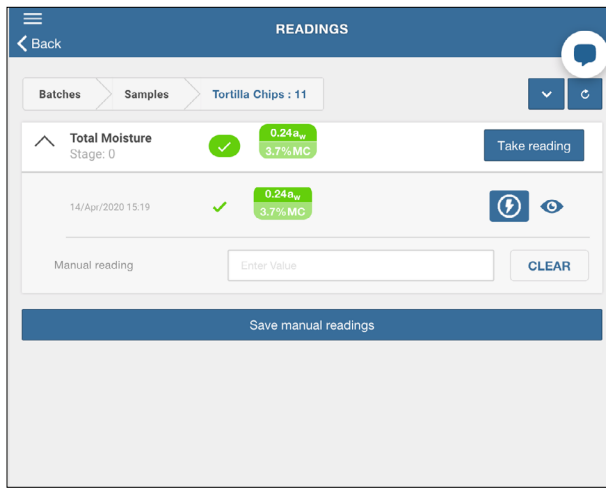 READINGS
Back
Batches
Samples
Tortilla Chips : 11
Total Moisture
Stage: 0
0.24aw
3.7%MC
Take reading
14/Apr/2020 15:19
0.24aw
3.7%MC
Manual reading
Enter Value
CLEAR
Save manual readings